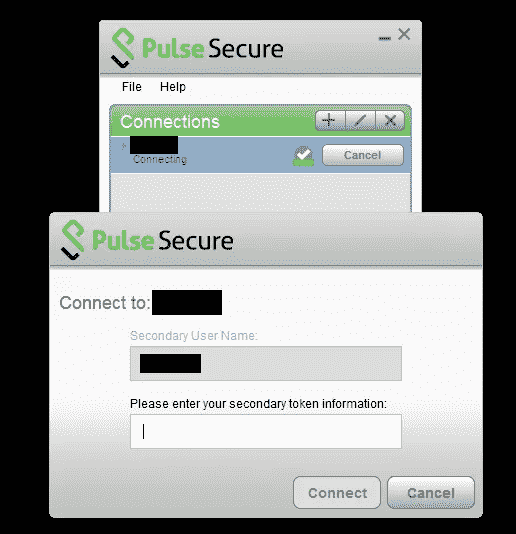 Pulse Secure
File Help
Connections
Connecting
Cancel
Pulse Secure
Connect to:
Secondary User Name:
Please enter your secondary token information:
Connect Cancel